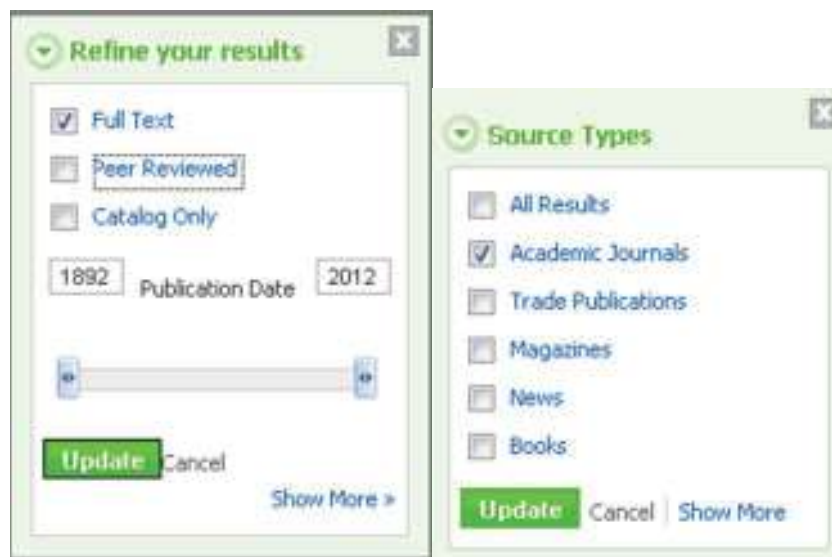 Refine your results
Full Text
Peer Reviewed
Catalog Only
1892 Publication Date 2012
Update Cancel
Show More »
Source Types
All Results
Academic Journals
Trade Publications
Magazines
News
Books
Update Cancel Show More